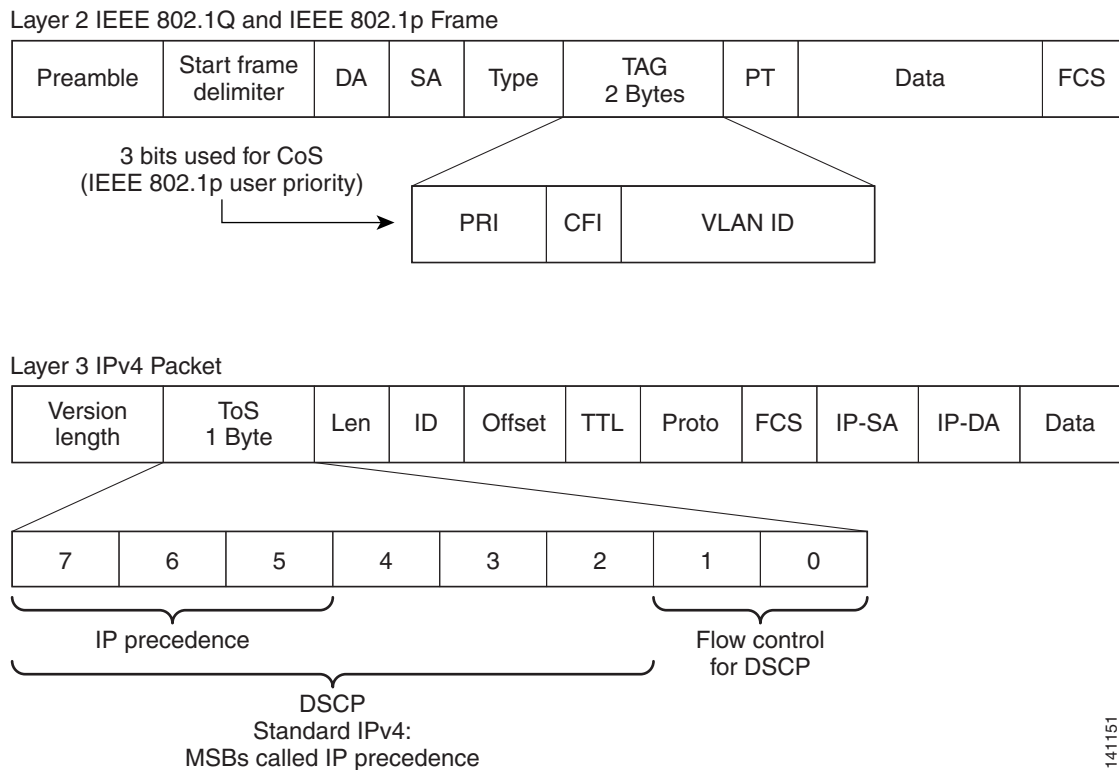 Layer 2 IEEE 802.1Q and IEEE 802.1p Frame
Preamble
Start frame
delimiter
DA
SA
Type
TAG
2 Bytes
PT
Data
FCS
3 bits used for CoS
(IEEE 802.1p user priority)
PRI
CFI
VLAN ID
Layer 3 IPv4 Packet
Version
length
ToS
1 Byte
Len
ID
Offset
TTL
Proto
FCS
IP-SA
IP-DA
Data
7
6
5
4
3
2
1
0
IP precedence
Flow control
for DSCP
DSCP
Standard IPv4:
MSBs called IP precedence
141151